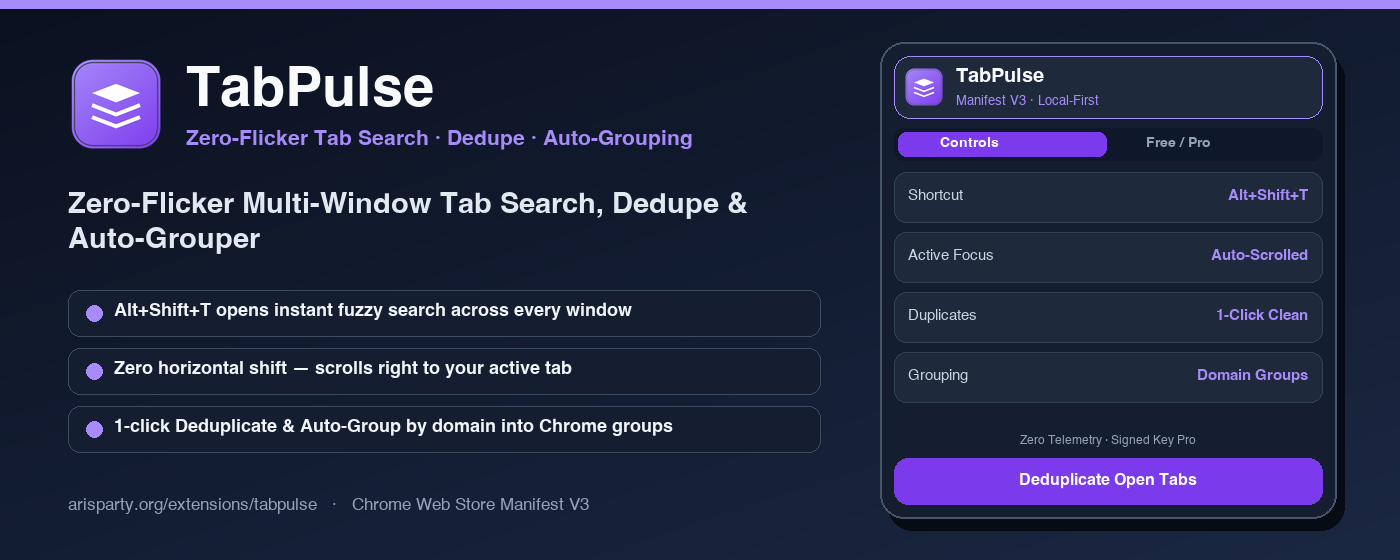 TabPulse
Zero-Flicker Tab Search · Dedupe · Auto-Grouping
Zero-Flicker Multi-Window Tab Search, Dedupe &
Auto-Grouper
Alt+Shift+T opens instant fuzzy search across every window
Zero horizontal shift — scrolls right to your active tab
1-click Deduplicate & Auto-Group by domain into Chrome groups
arisparty.org/extensions/tabpulse · Chrome Web Store Manifest V3
TabPulse
Manifest V3 · Local-First
Controls Free / Pro
Shortcut Alt+Shift+T
Active Focus Auto-Scrolled
Duplicates 1-Click Clean
Grouping Domain Groups
Zero Telemetry · Signed Key Pro
Deduplicate Open Tabs